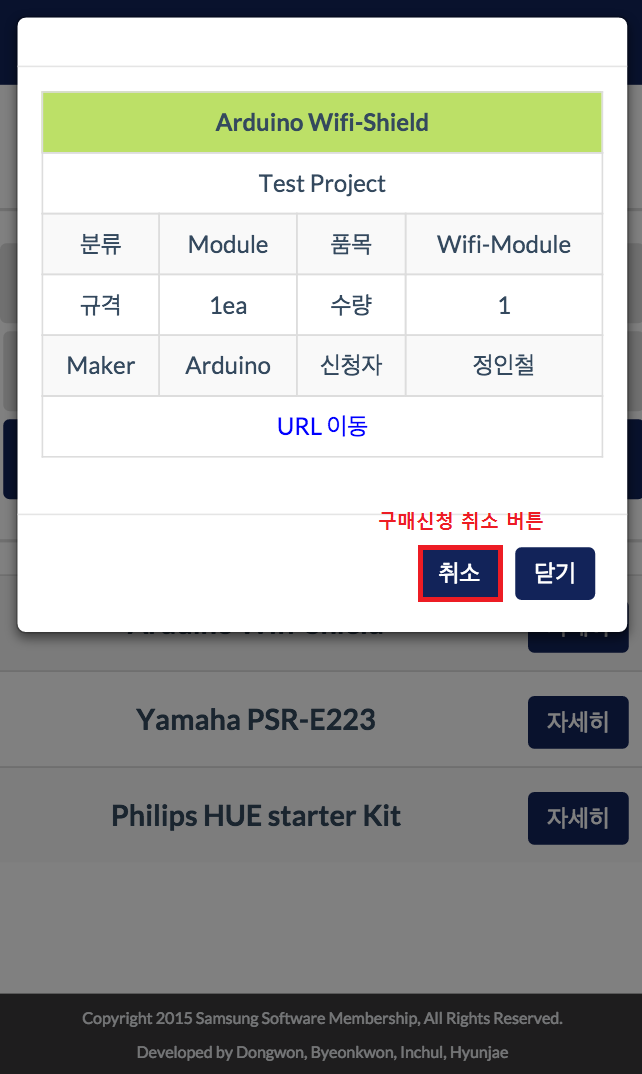 Arduino Wifi-Shield
Test Project
분류 Module 품목 Wifi-Module
규격 1ea 수량 1
Maker Arduino 신청자 정인철
URL 이동
구매신청 취소 버튼
취소 닫기
Arduino Wifi-Shield 자세히
Yamaha PSR-E223 자세히
Philips HUE starter Kit 자세히
Copyright 2015 Samsung Software Membership, All Rights Reserved.
Developed by Dongwon, Byeonkwon, Inchul, Hyunjae